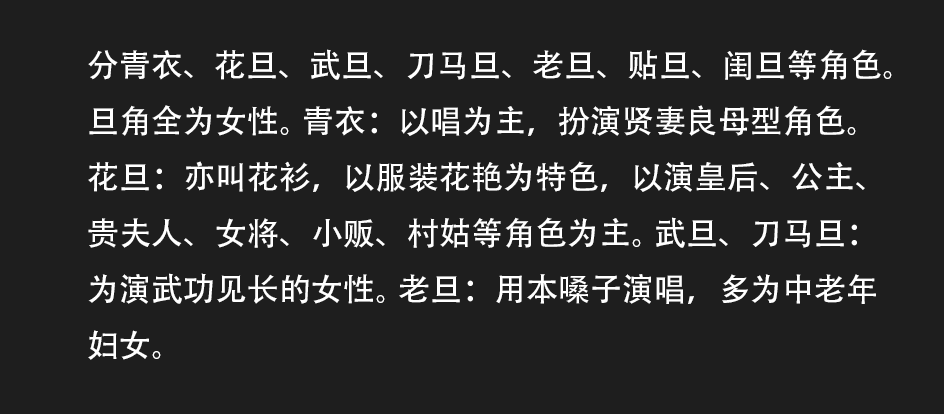 分青衣、花旦、武旦、刀马旦、老旦、贴旦、闺旦等角色。
旦角全为女性。青衣：以唱为主，扮演贤妻良母型角色。
花旦：亦叫花衫，以服装花艳为特色，以演皇后、公主、
贵夫人、女将、小贩、村姑等角色为主。武旦、刀马旦：
为演武功见长的女性。老旦：用本嗓子演唱，多为中老年
妇女。